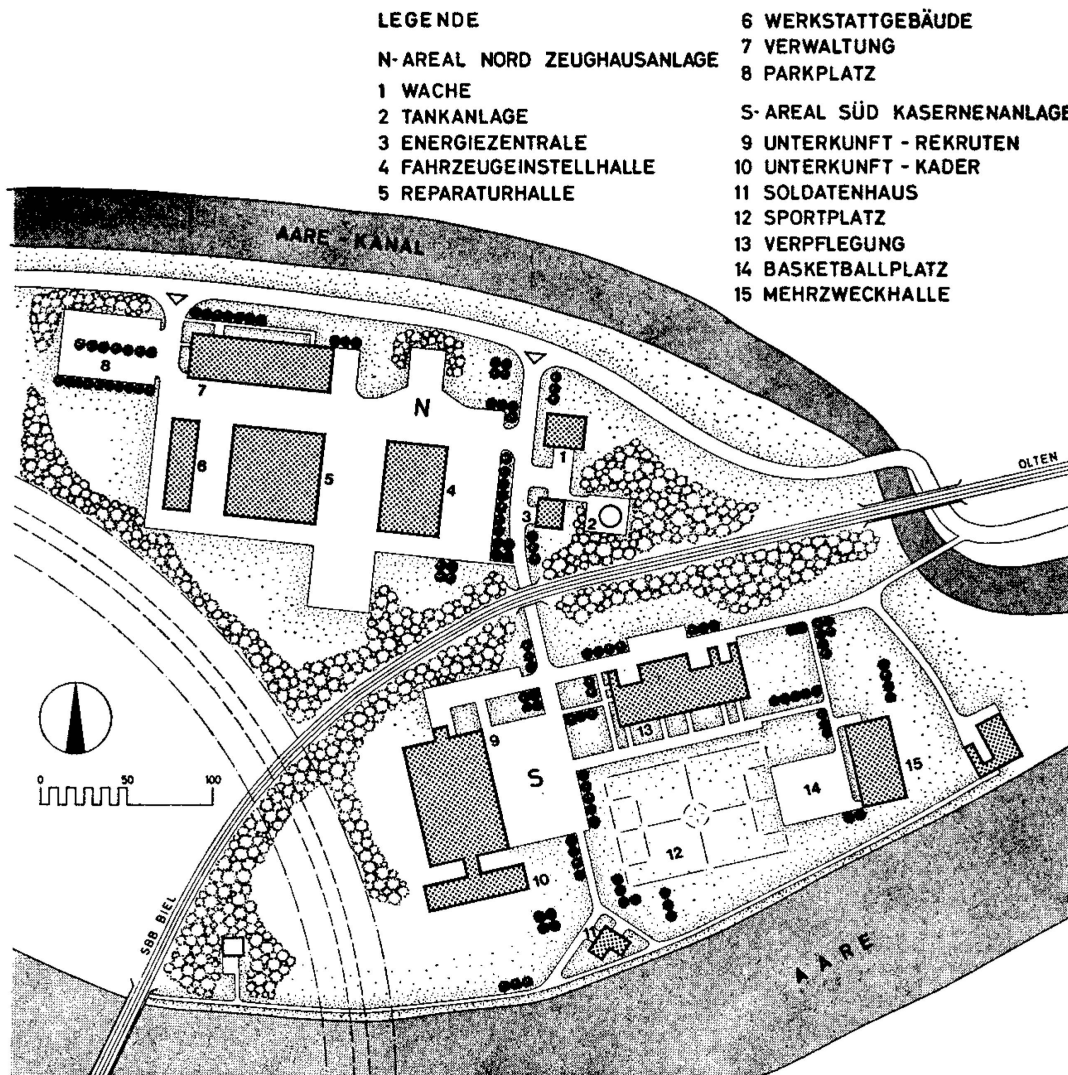 LEGENDE
N-AREAL NORD ZEUGHAUSANLAGE
1 WACHE
2 TANKANLAGE
3 ENERGIEZENTRALE
4 FAHRZEUGEINSTELLHALLE
5 REPARATURHALLE
6 WERKSTATTGEBÄUDE
7 VERWALTUNG
8 PARKPLATZ
S-AREAL SÜD KASERNENANLAGE
9 UNTERKUNFT - REKRUTEN
10 UNTERKUNFT - KADER
11 SOLDATENHAUS
12 SPORTPLATZ
13 VERPFLEGUNG
14 BASKETBALLPLATZ
15 MEHRZWECKHALLE
AARE - KANAL
8
7
N
1
OLTEN
6
5
4
3
2
9
13
S
14
15
0 50 100
12
10
SBB BIEL
11
AARE